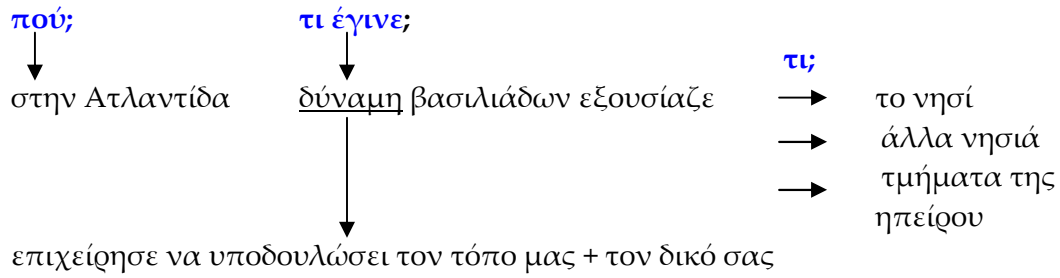 πού; τι έγινε;
τι;
στην Ατλαντίδα δύναμη βασιλιάδων εξουσίαζε το νησί
άλλα νησιά
τμήματα της
ηπείρου
επιχείρησε να υποδουλώσει τον τόπο μας + τον δικό σας